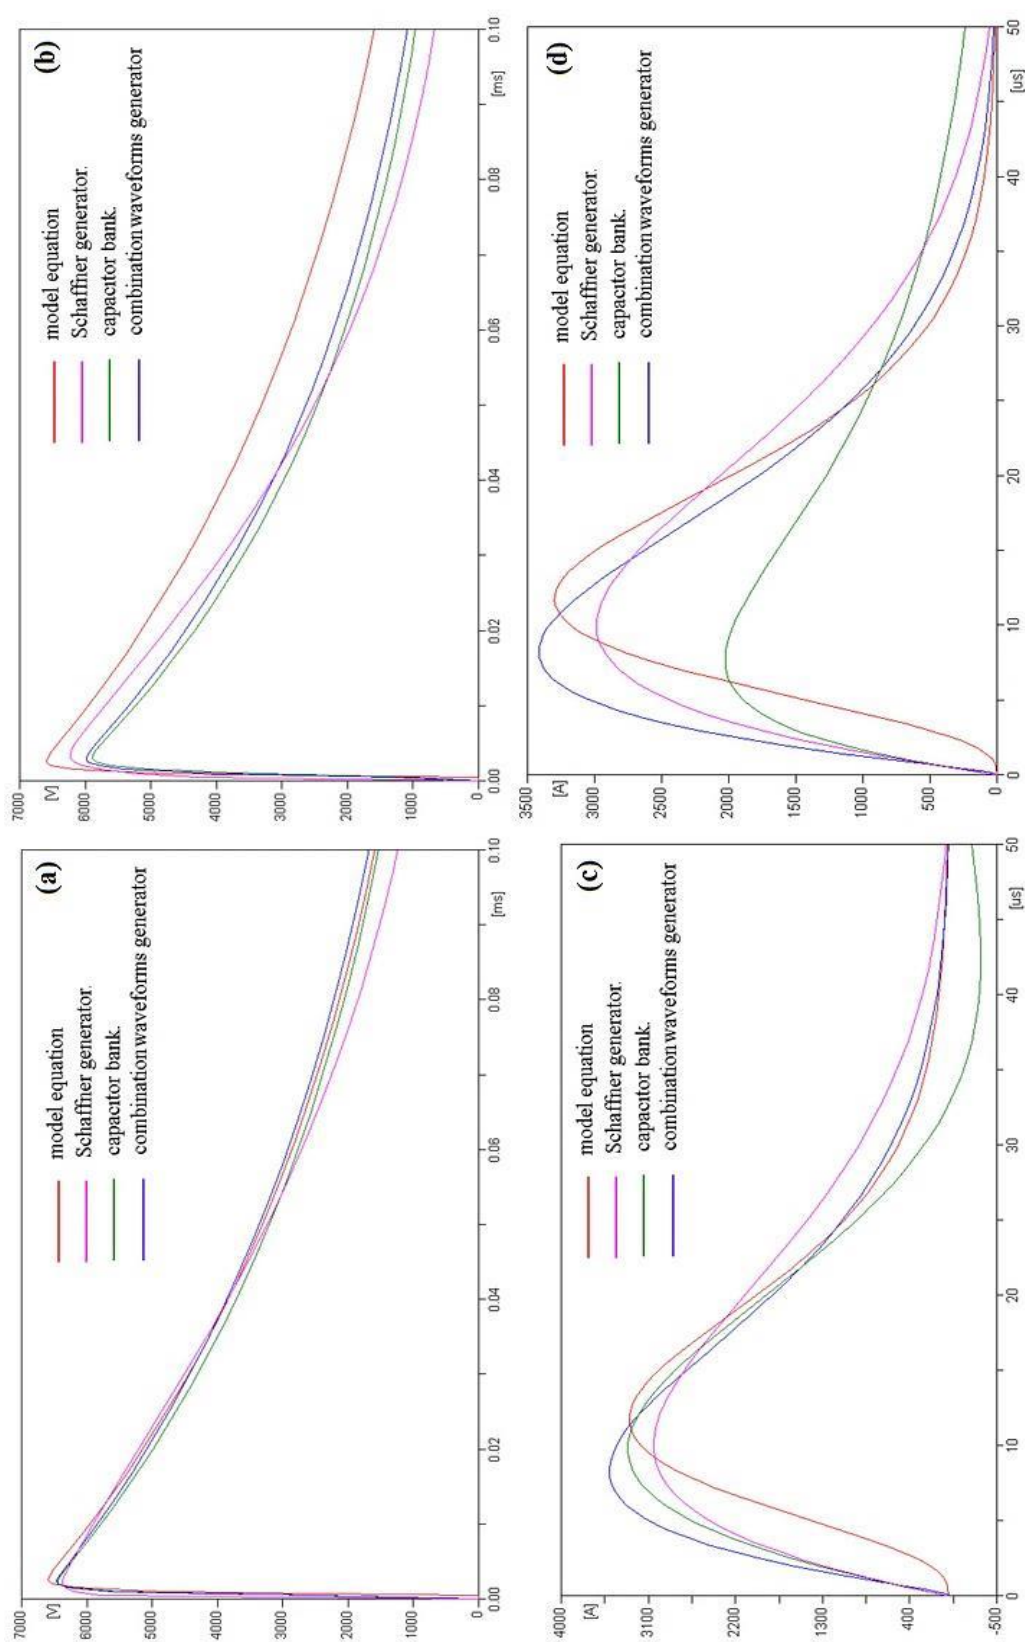 (a)
7000
[V]
6000
5000
4000
3000
2000
1000
0
model equation
Schaffner generator.
capacitor bank.
combination waveforms generator
0.00 0.02 0.04 0.06 0.08 [ms] 0.10
(b)
7000
[V]
6000
5000
4000
3000
2000
1000
0
model equation
Schaffner generator.
capacitor bank.
combination waveforms generator
0.00 0.02 0.04 0.06 0.08 [ms] 0.10
(c)
4000
[A]
3100
2200
1300
400
-500
model equation
Schaffner generator.
capacitor bank.
combination waveforms generator
0 10 20 30 40 [us] 50
(d)
3500
[A]
3000
2500
2000
1500
1000
500
0
model equation
Schaffner generator.
capacitor bank.
combination waveforms generator
0 10 20 30 40 [us] 50